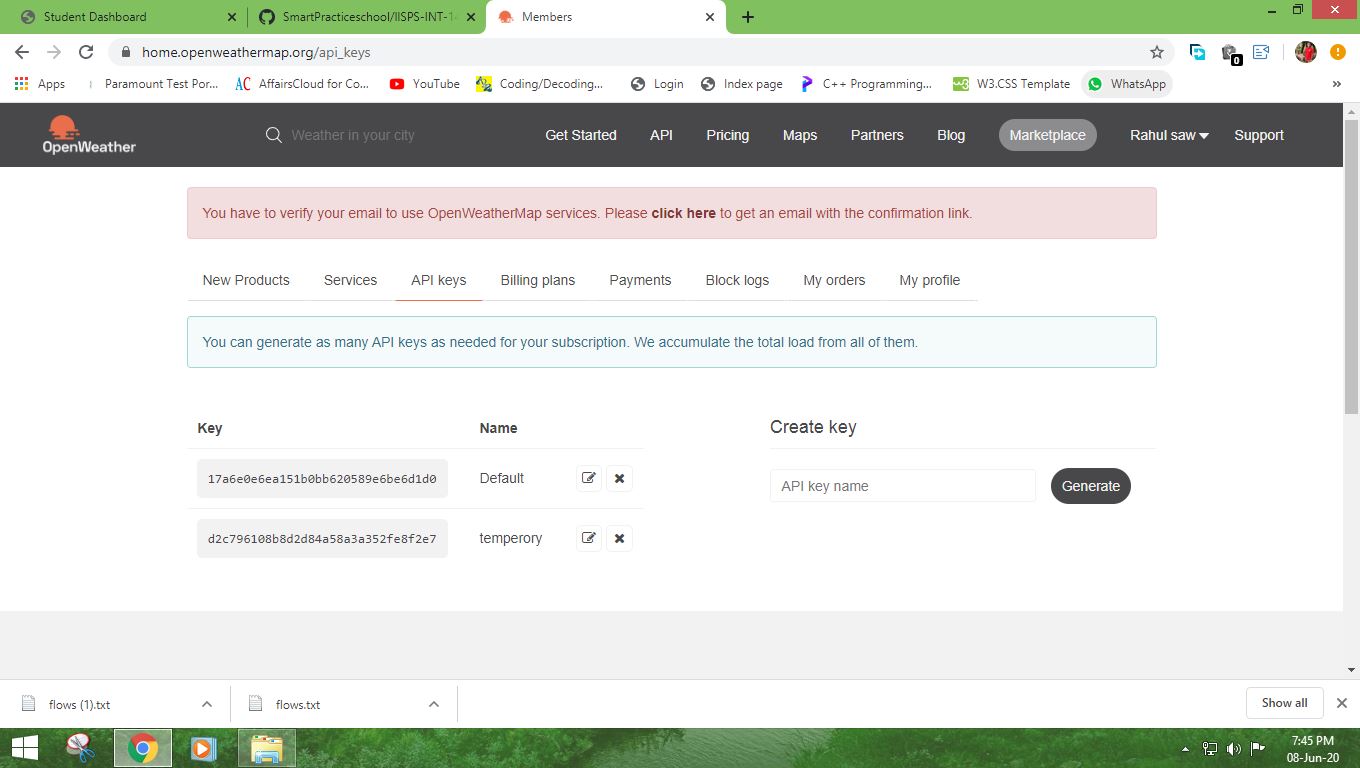 Student Dashboard
SmartPracticeschool/IISPS-INT-14
Members
home.openweathermap.org/api_keys
0
Apps
Paramount Test Por...
AC AffairsCloud for Co...
YouTube
Coding/Decoding...
Login
Index page
C++ Programming...
W3.CSS Template
WhatsApp
»
OpenWeather
Weather in your city
Get Started
API
Pricing
Maps
Partners
Blog
Marketplace
Rahul saw
Support
You have to verify your email to use OpenWeatherMap services. Please click here to get an email with the confirmation link.
New Products
Services
API keys
Billing plans
Payments
Block logs
My orders
My profile
You can generate as many API keys as needed for your subscription. We accumulate the total load from all of them.
Key
Name
17a6e0e6ea151b0bb620589e6be6d1d0
Default
d2c796108b8d2d84a58a3a352fe8f2e7
temperory
Create key
API key name
Generate
flows (1).txt
flows.txt
Show all
7:45 PM
08-Jun-20